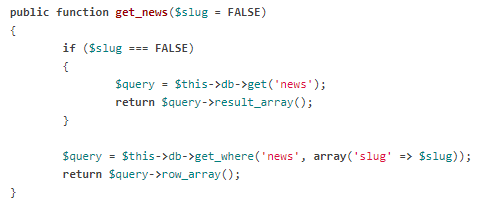 public function get_news($slug = FALSE)
{
        if ($slug === FALSE)
        {
                $query = $this->db->get('news');
                return $query->result_array();
        }

        $query = $this->db->get_where('news', array('slug' => $slug));
        return $query->row_array();
}